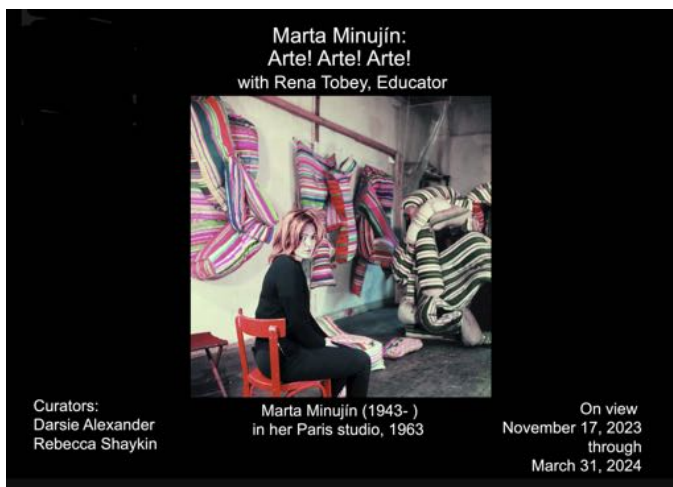 Marta Minujín:
Arte! Arte! Arte!
with Rena Tobey, Educator
Curators:
Darsie Alexander
Rebecca Shaykin
Marta Minujín (1943- )
in her Paris studio, 1963
On view
November 17, 2023
through
March 31, 2024